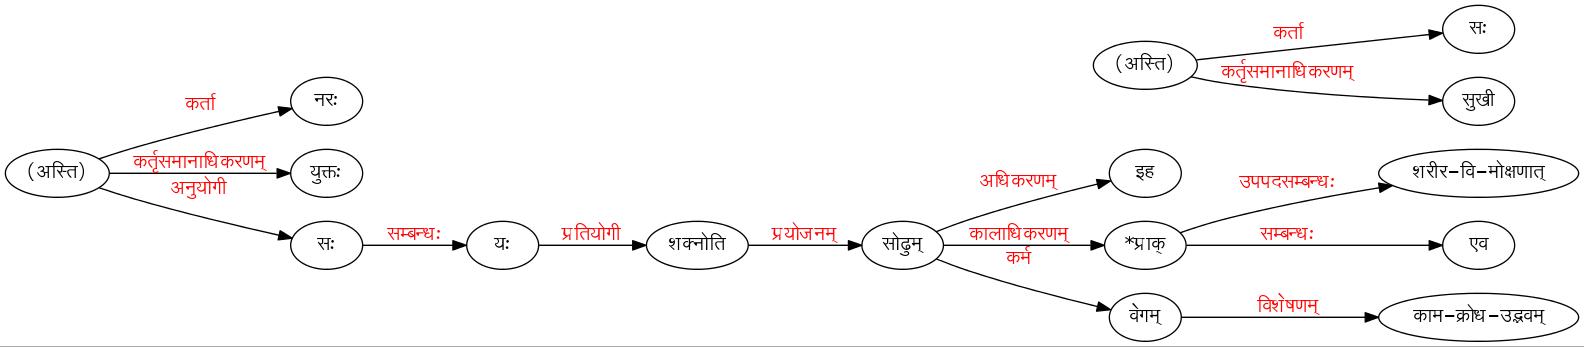 कर्ता
सः
(अस्ति)
कर्तृसमानाधिकरणम्
सुखी
कर्ता
नरः
(अस्ति)
कर्तृसमानाधिकरणम्
युक्तः
अनुयोगी
सः
सम्बन्धः
यः
प्रतियोगी
शक्नोति
प्रयोजनम्
सोढुम्
अधिकरणम्
इह
कालाधिकरणम्
*प्राक्
कर्म
वेगम्
उपपदसम्बन्धः
शरीर-वि-मोक्षणात्
सम्बन्धः
एव
विशेषणम्
काम-क्रोध-उद्भवम्